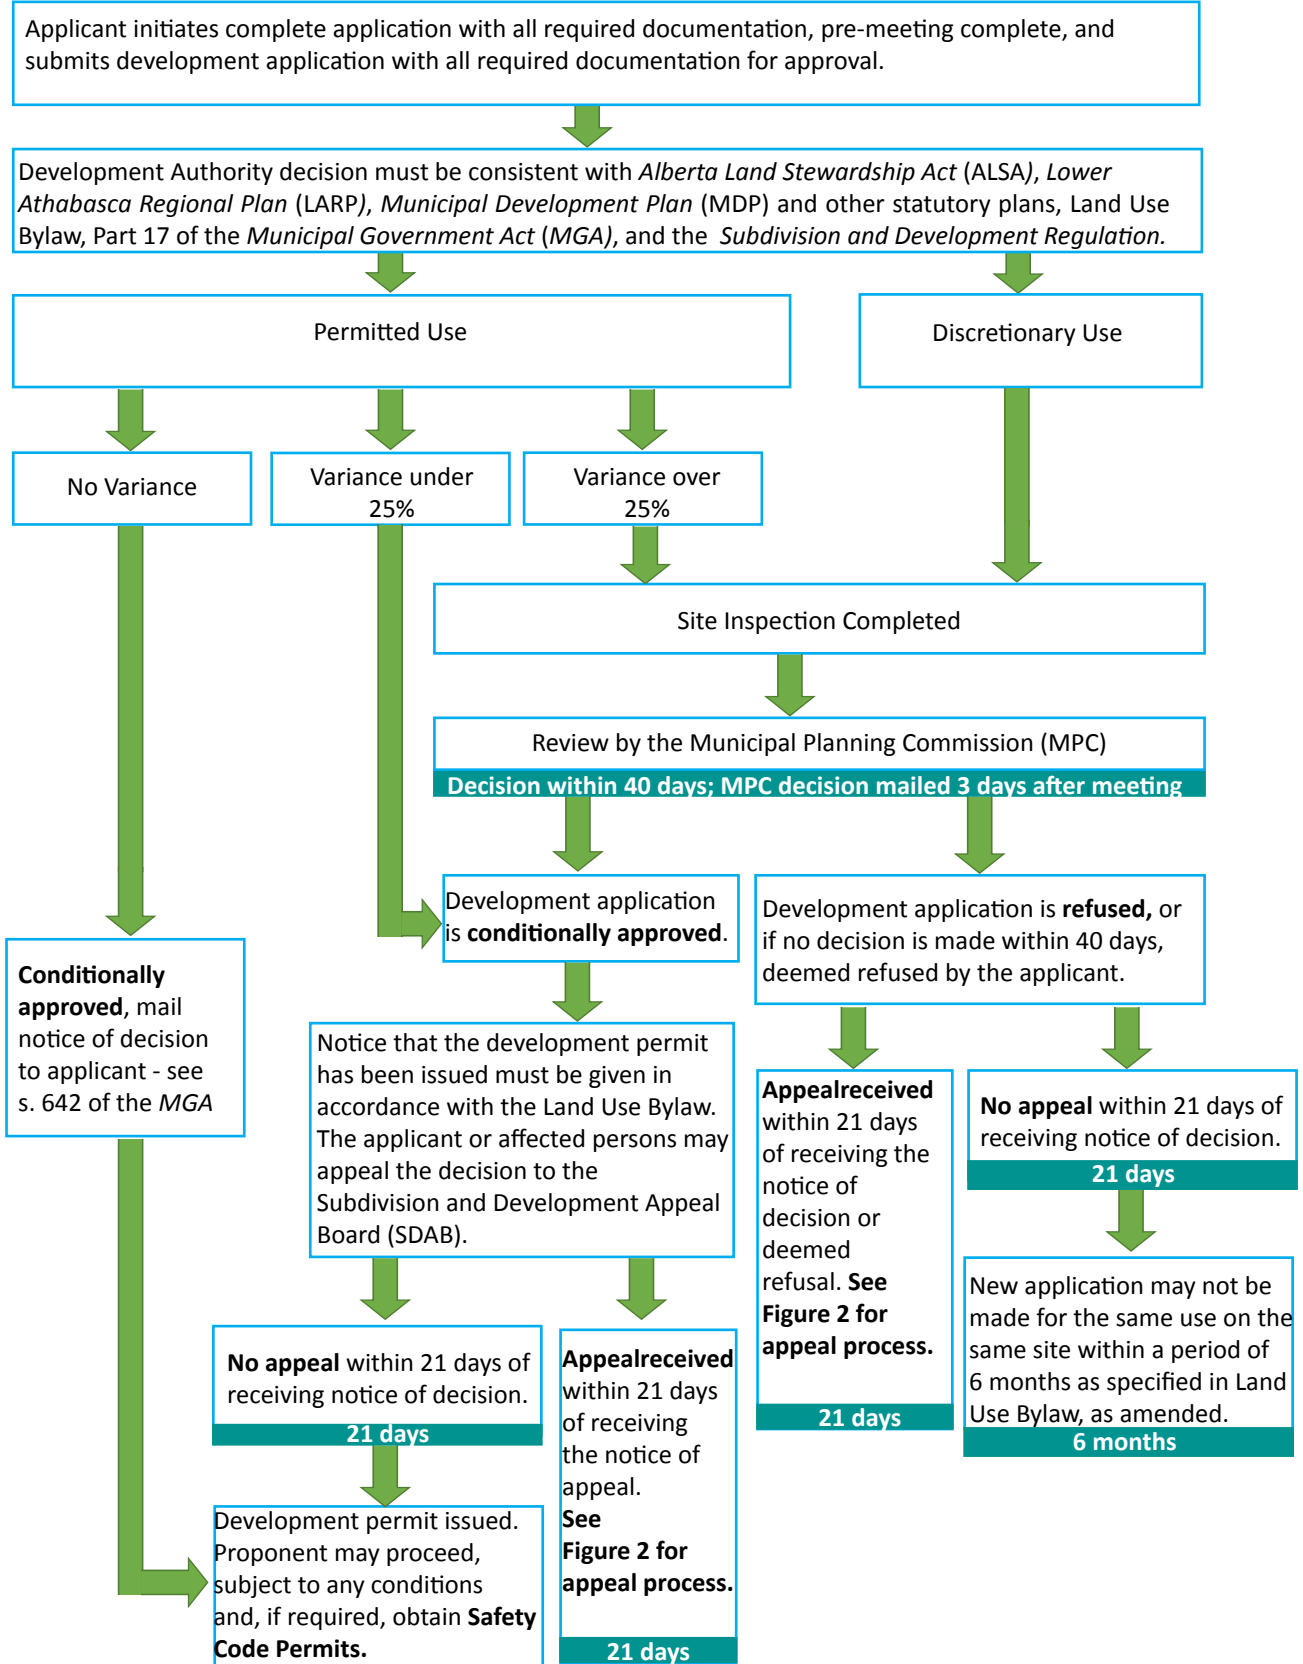 Applicant initiates complete application with all required documentation, pre-meeting complete, and
submits development application with all required documentation for approval.
Development Authority decision must be consistent with Alberta Land Stewardship Act (ALSA), Lower
Athabasca Regional Plan (LARP), Municipal Development Plan (MDP) and other statutory plans, Land Use
Bylaw, Part 17 of the Municipal Government Act (MGA), and the Subdivision and Development Regulation.
Permitted Use
Discretionary Use
No Variance
Variance under
25%
Variance over
25%
Site Inspection Completed
Review by the Municipal Planning Commission (MPC)
Decision within 40 days; MPC decision mailed 3 days after meeting
Development application
is conditionally approved.
Development application is refused, or
if no decision is made within 40 days,
deemed refused by the applicant.
Conditionally
approved, mail
notice of decision
to applicant - see
s. 642 of the MGA
Notice that the development permit
has been issued must be given in
accordance with the Land Use Bylaw.
The applicant or affected persons may
appeal the decision to the
Subdivision and Development Appeal
Board (SDAB).
Appealreceived
within 21 days
of receiving the
notice of
decision or
deemed
refusal. See
Figure 2 for
appeal process.
21 days
No appeal within 21 days of
receiving notice of decision.
21 days
New application may not be
made for the same use on the
same site within a period of
6 months as specified in Land
Use Bylaw, as amended.
6 months
No appeal within 21 days of
receiving notice of decision.
21 days
Appealreceived
within 21 days
of receiving
the notice of
appeal.
See
Figure 2 for
appeal process.
21 days
Development permit issued.
Proponent may proceed,
subject to any conditions
and, if required, obtain Safety
Code Permits.